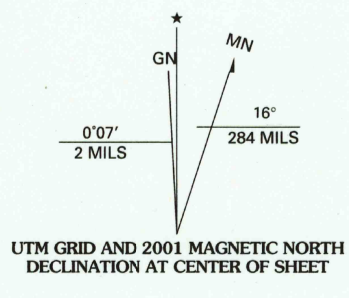 ★
GN
MN
0°07′
2 MILS
16°
284 MILS
UTM GRID AND 2001 MAGNETIC NORTH
DECLINATION AT CENTER OF SHEET